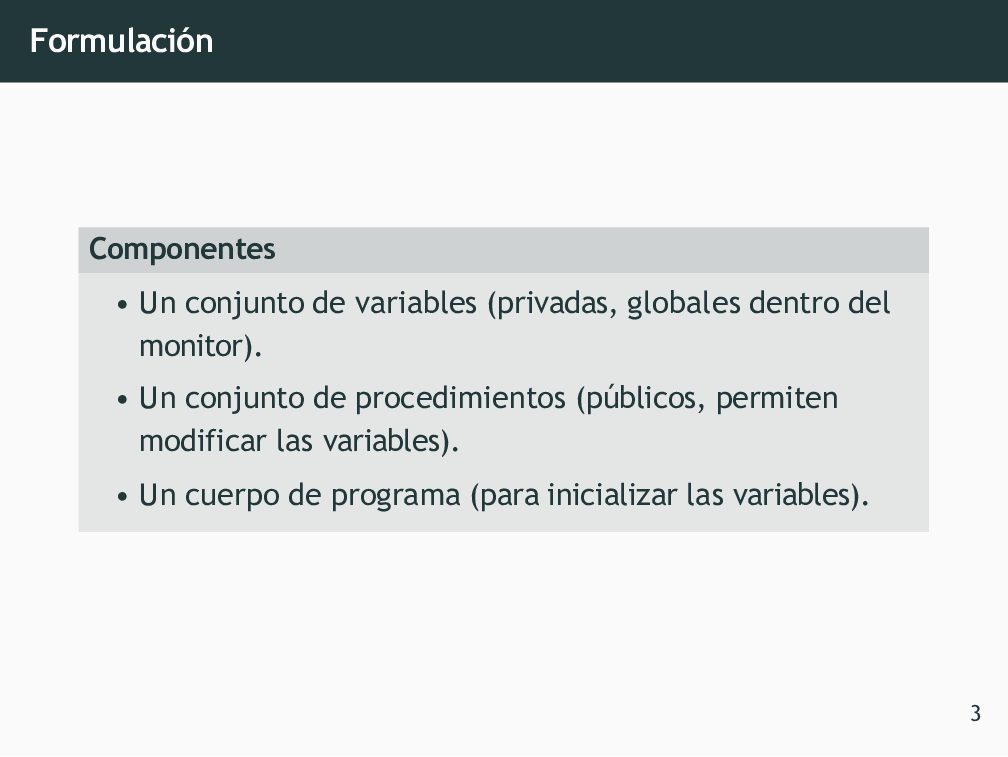 Formulación
Componentes
• Un conjunto de variables (privadas, globales dentro del
monitor).
• Un conjunto de procedimientos (públicos, permiten
modificar las variables).
• Un cuerpo de programa (para inicializar las variables).
3